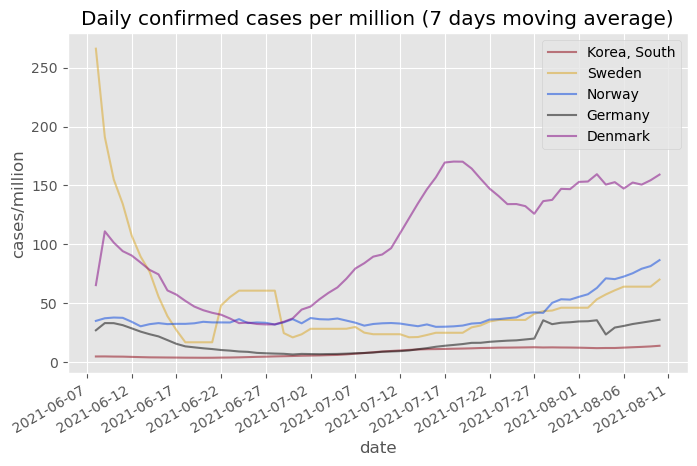 Daily confirmed cases per million (7 days moving average)
Korea, South
Sweden
Norway
Germany
Denmark
cases/million
250
200
150
100
50
0
2021-06-07
2021-06-12
2021-06-17
2021-06-22
2021-06-27
2021-07-02
2021-07-07
2021-07-12
2021-07-17
2021-07-22
2021-07-27
2021-08-01
2021-08-06
2021-08-11
date